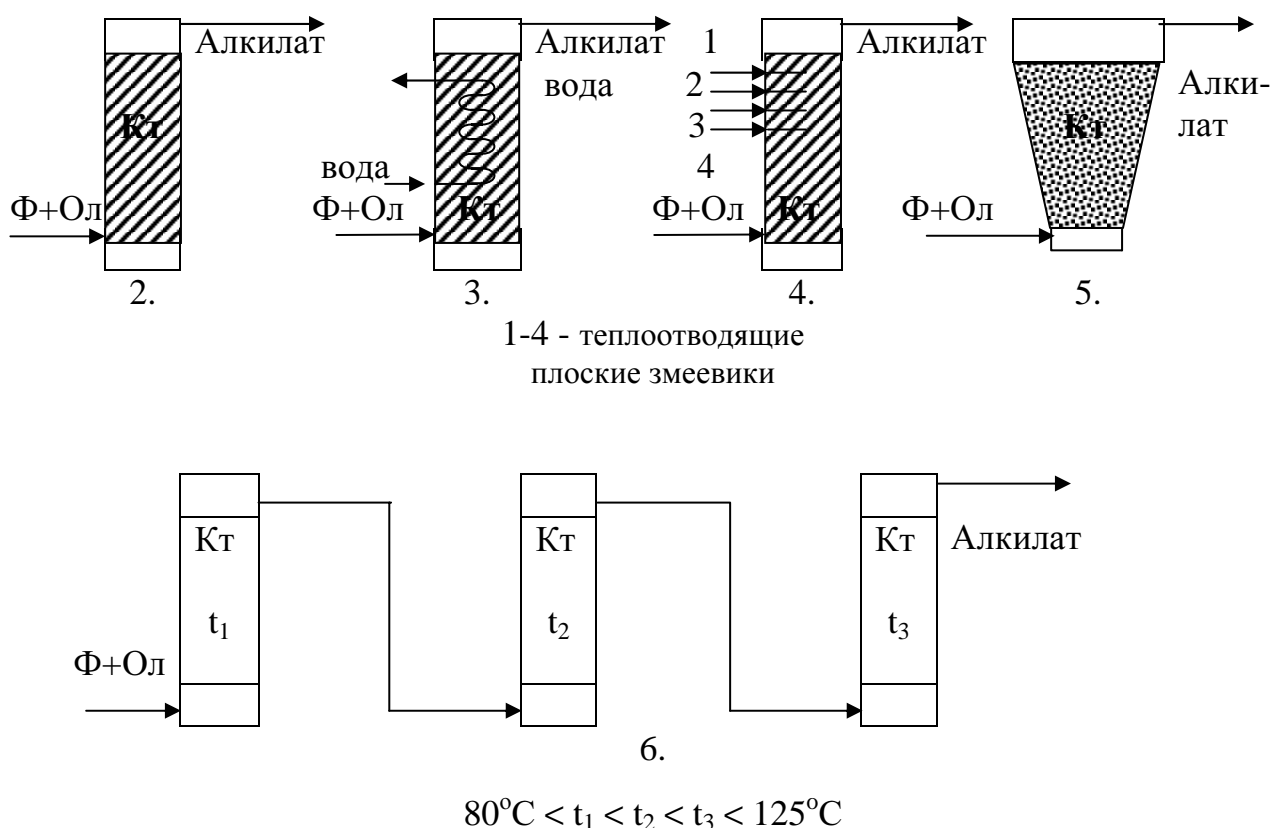 Алкилат
Кт
Ф+Ол
2.
Алкилат
вода
вода
Ф+Ол
Кт
3.
1
2
3
4
Алкилат
Ф+Ол
Кт
4.
Алки-
лат
Кт
Ф+Ол
5.
1-4 - теплоотводящие
плоские змеевики
Кт
t₁
Ф+Ол
Кт
t₂
Кт
t₃
Алкилат
6.
80°C < t₁ < t₂ < t₃ < 125°C